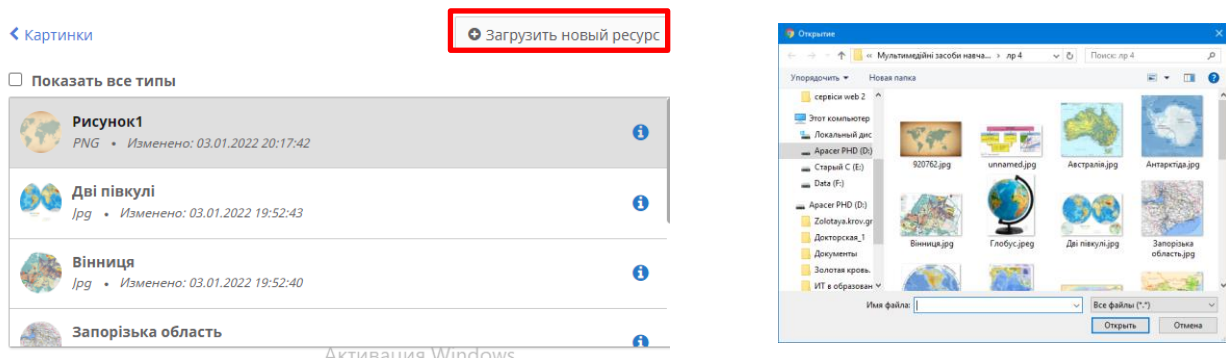 Картинки
Загрузить новый ресурс
Показать все типы
Рисунок1
PNG • Изменено: 03.01.2022 20:17:42
Дві півкулі
Jpg • Изменено: 03.01.2022 19:52:43
Вінниця
Jpg • Изменено: 03.01.2022 19:52:40
Запорізька область
Активация Windows
Открытие
« Мультимедійні засоби навча... › лр 4
Поиск: лр 4
Упорядочить
Новая папка
сервіси web 2
Этот компьютер
Локальный дис
Apacer PHD (D:)
Старый С (E:)
Data (F:)
Apacer PHD (D:)
Zolotaya.krov.gr
Докторская_1
Документы
Золотая кровь.
ИТ в образован
920762.jpg
unnamed.jpg
Австралія.jpg
Антарктіда.jpg
Вінниця.jpg
Глобус.jpeg
Дві півкулі.jpg
Запорізька
область.jpg
Имя файла:
Все файлы (*.*)
Открыть
Отмена